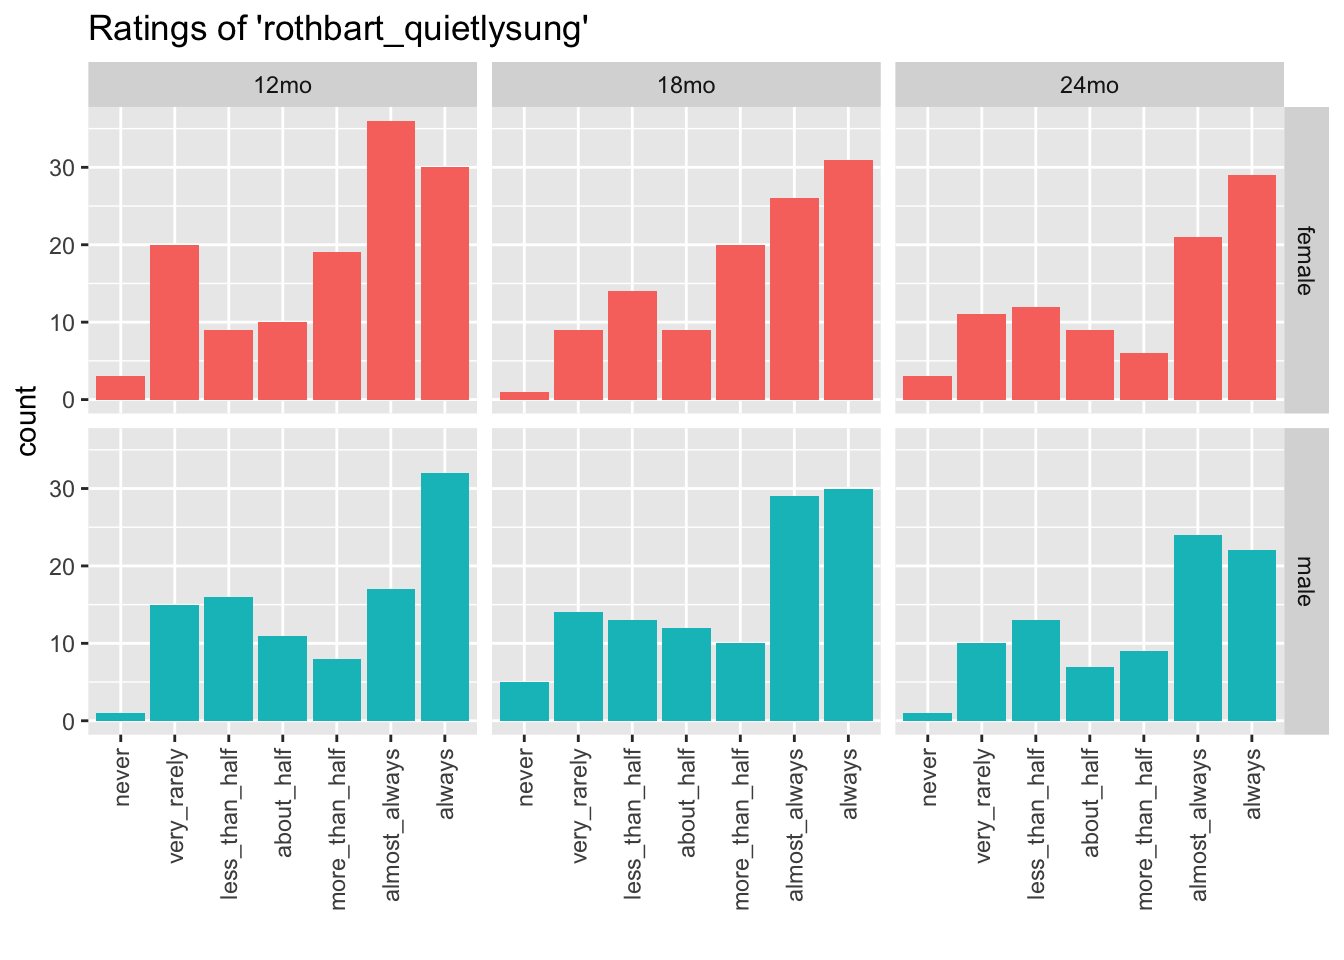 Ratings of 'rothbart_quietlysung'
12mo 18mo 24mo
30
20
10
0
female
count
30
20
10
0
male
never very_rarely less_than_half about_half more_than_half almost_always always never very_rarely less_than_half about_half more_than_half almost_always always never very_rarely less_than_half about_half more_than_half almost_always always